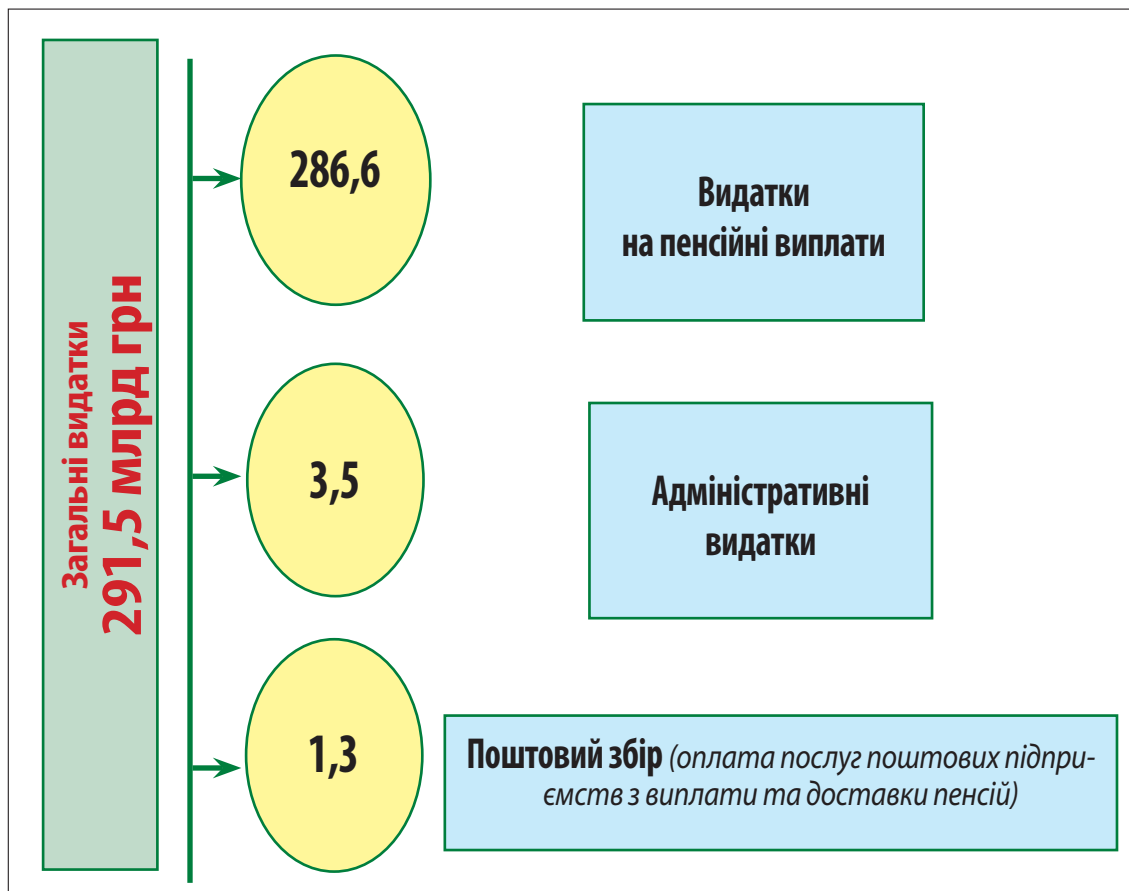 Загальні видатки
291,5 млрд грн
286,6
Видатки
на пенсійні виплати
3,5
Адміністративні
видатки
1,3
Поштовий збір (оплата послуг поштових підпри-
ємств з виплати та доставки пенсій)